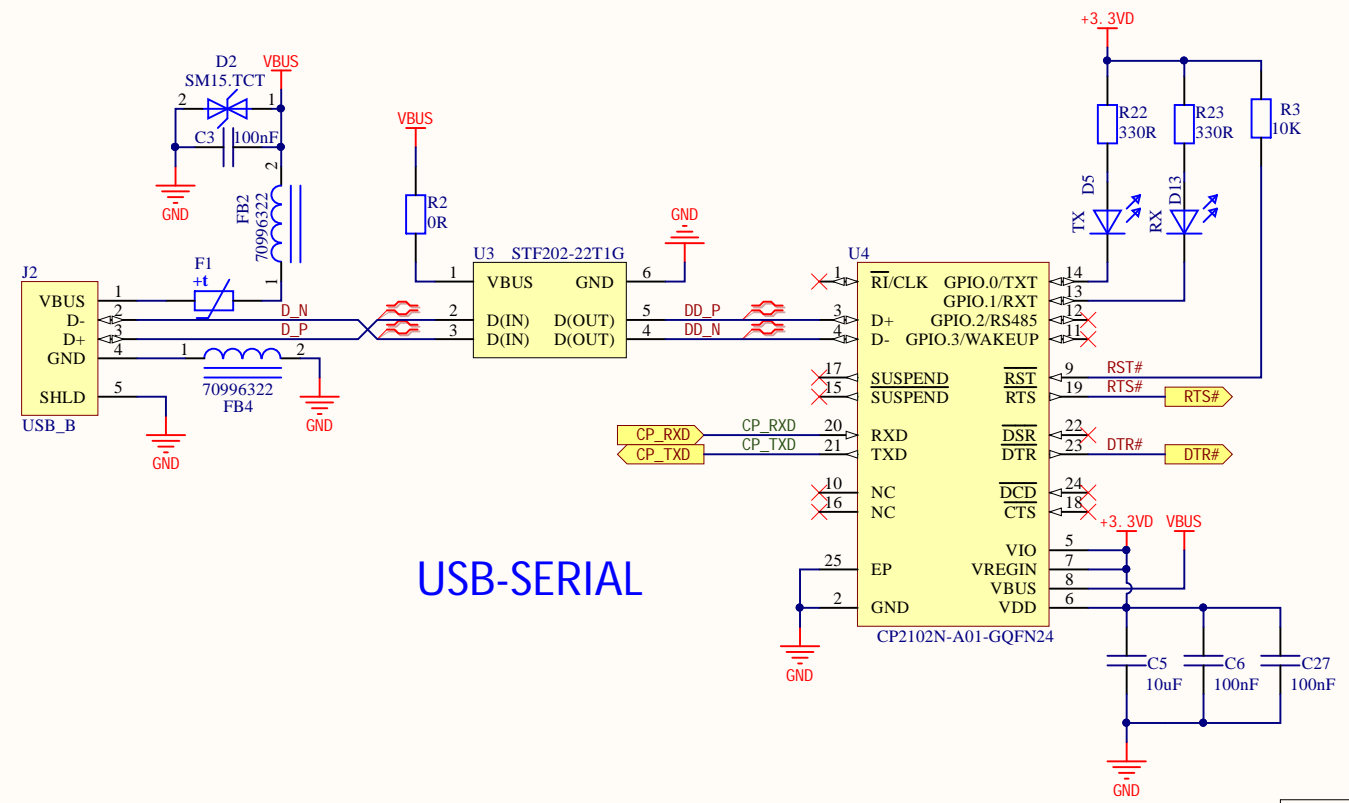 +3.3VD
D2
SM15.TCT
VBUS
2
1
C3
100nF
GND
2
FB2
70996322
1
VBUS
R2
0R
GND
R22
330R
R23
330R
R3
10K
D5
TX
D13
RX
J2
VBUS
D-
D+
GND
SHLD
USB_B
1
2
3
4
5
F1
+t
D_N
D_P
1
2
70996322
FB4
GND
GND
U3
STF202-22T1G
1
VBUS
GND
6
2
D(IN)
D(OUT)
5
3
D(IN)
D(OUT)
4
DD_P
DD_N
U4
1
RI/CLK
GPIO.0/TXT
14
GPIO.1/RXT
13
3
D+
GPIO.2/RS485
12
4
D-
GPIO.3/WAKEUP
11
17
SUSPEND
RST
9
RST#
15
SUSPEND
RTS
19
RTS#
RTS#
CP_RXD
CP_RXD
20
RXD
DSR
22
CP_TXD
CP_TXD
21
TXD
DTR
23
DTR#
DTR#
10
NC
DCD
24
16
NC
CTS
18
+3.3VD
VBUS
VIO
5
25
EP
VREGIN
7
VBUS
8
2
GND
VDD
6
CP2102N-A01-GQFN24
GND
USB-SERIAL
C5
10uF
C6
100nF
C27
100nF
GND